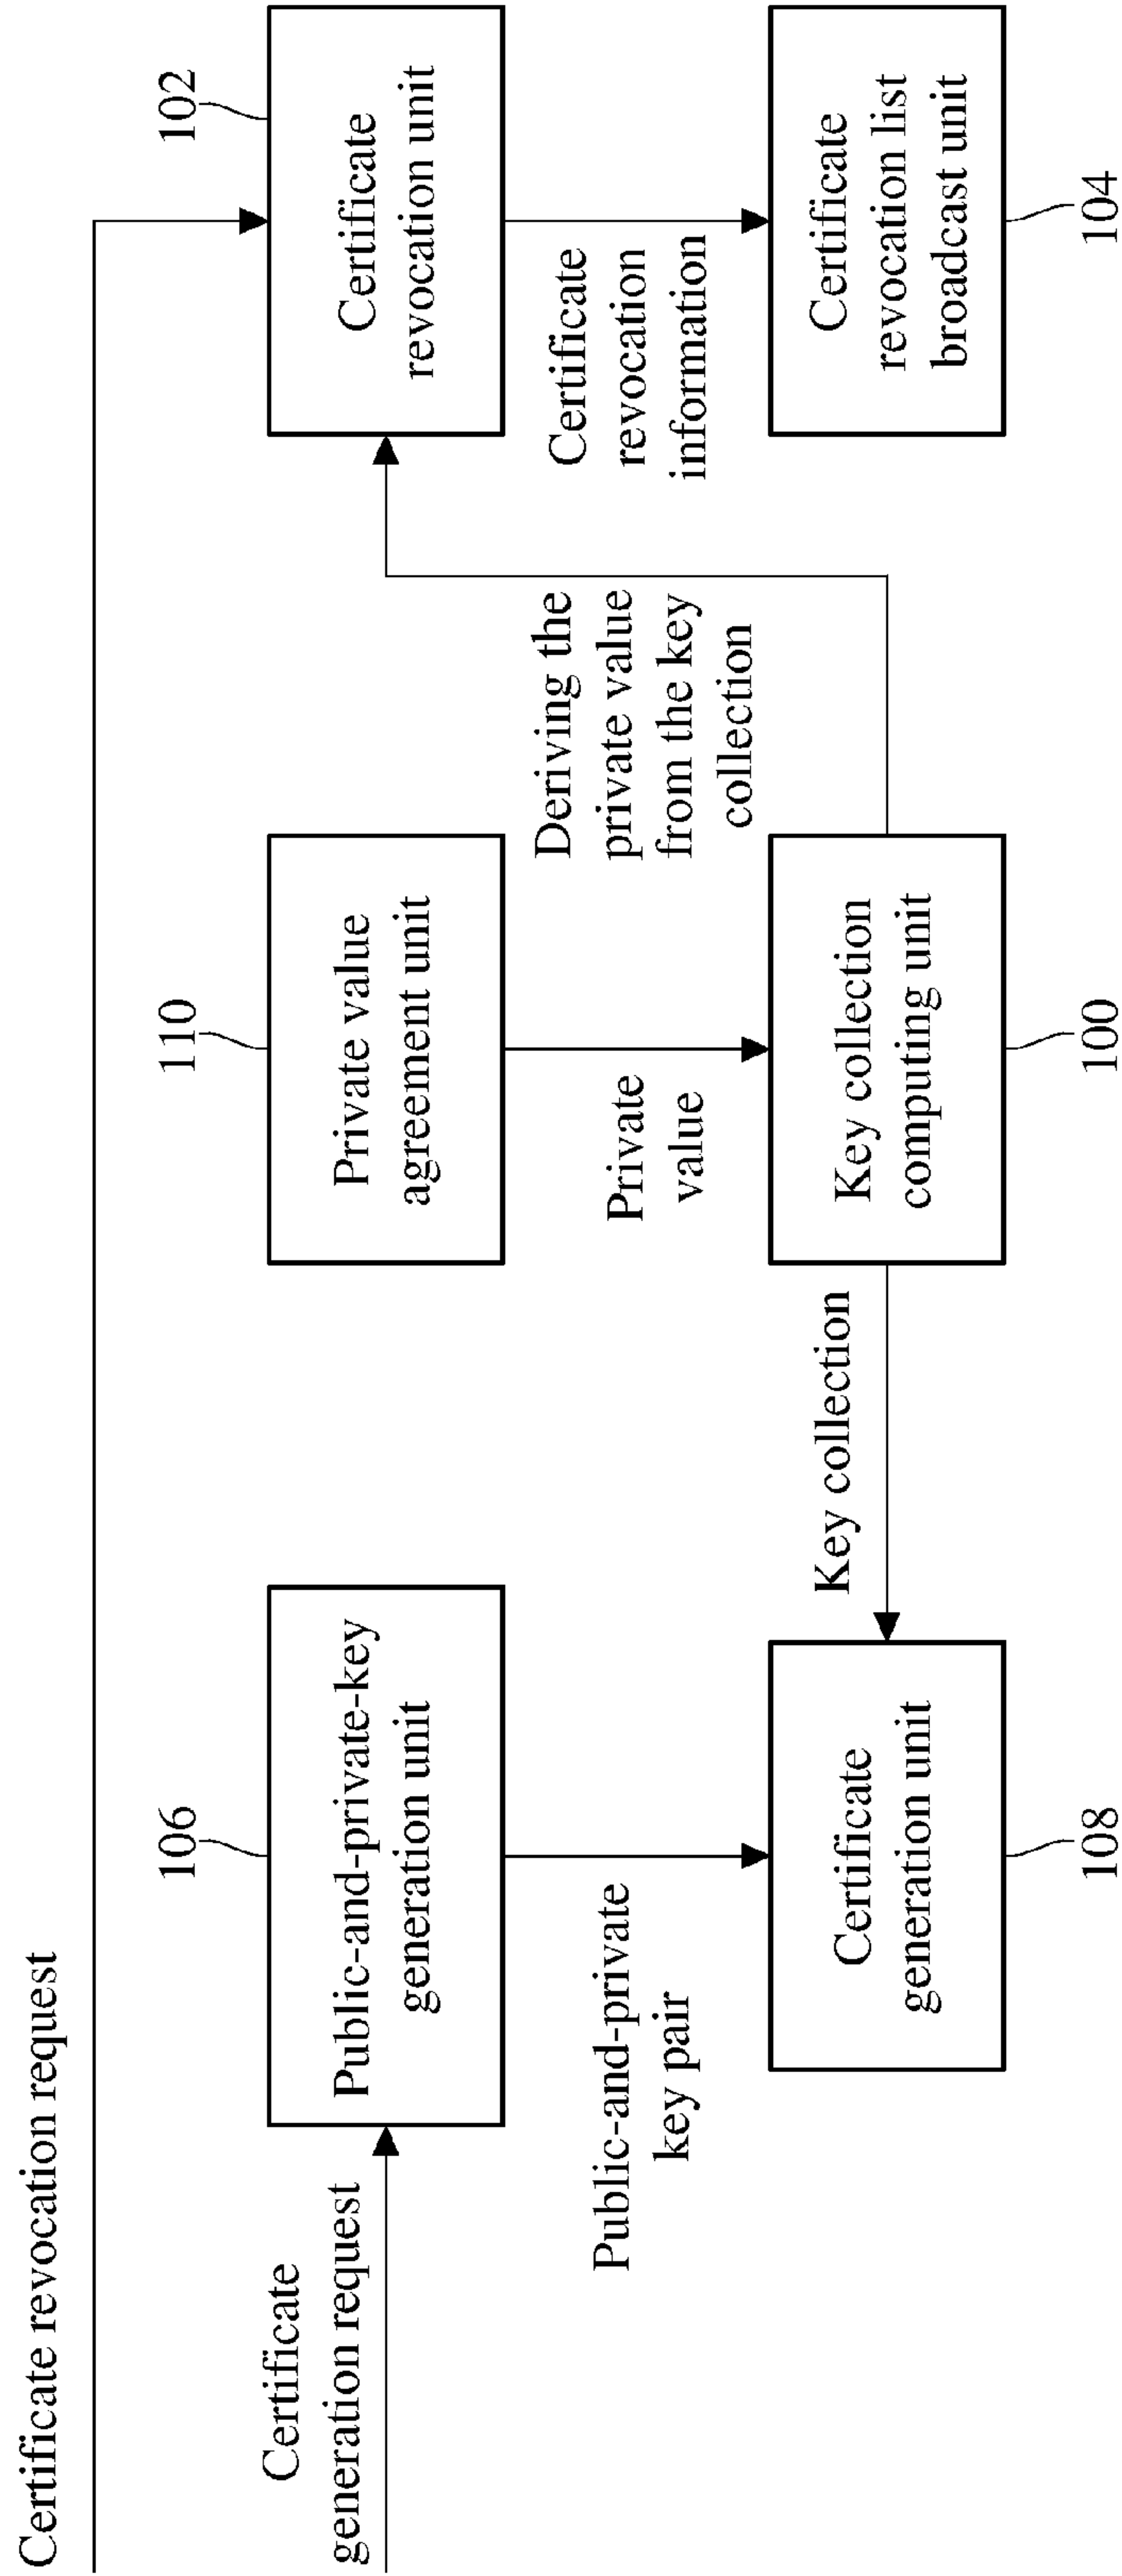 Certificate revocation request
Certificate
generation request
106
Public-and-private-key
generation unit
Public-and-private
key pair
Certificate
generation unit
108
Key collection
110
Private value
agreement unit
Private
value
Key collection
computing unit
100
Deriving the
private value
from the key
collection
102
Certificate
revocation unit
Certificate
revocation
information
Certificate
revocation list
broadcast unit
104